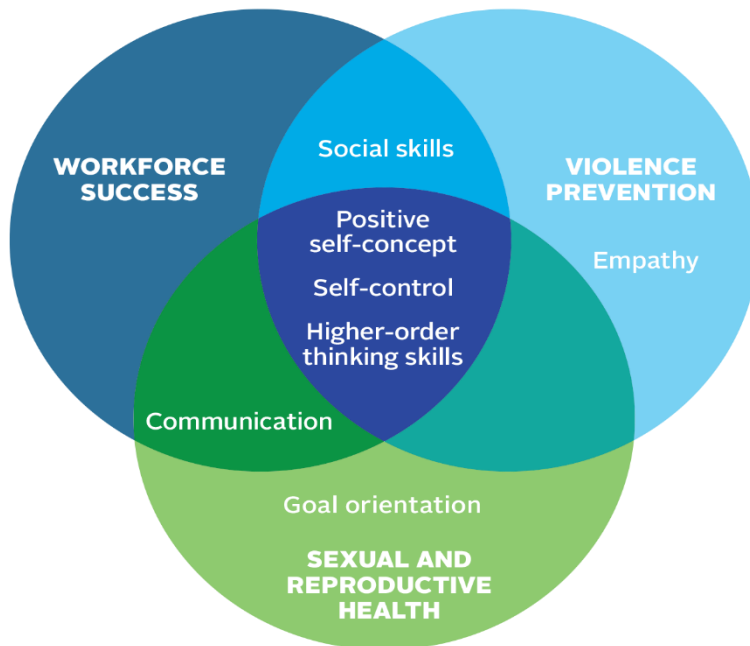 Social skills
WORKFORCE
SUCCESS
VIOLENCE
PREVENTION
Positive
self-concept
Empathy
Self-control
Higher-order
thinking skills
Communication
Goal orientation
SEXUAL AND
REPRODUCTIVE
HEALTH